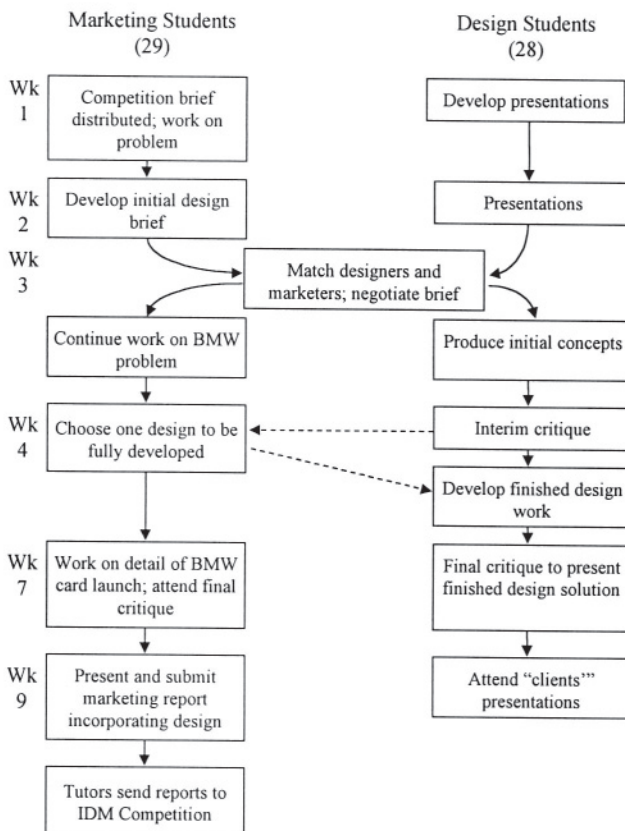 Marketing Students
(29)
Design Students
(28)
Wk
1
Competition brief
distributed; work on
problem
Develop presentations
Wk
2
Develop initial design
brief
Presentations
Wk
3
Match designers and
marketers; negotiate brief
Continue work on BMW
problem
Produce initial concepts
Wk
4
Choose one design to be
fully developed
Interim critique
Develop finished design
work
Wk
7
Work on detail of BMW
card launch; attend final
critique
Final critique to present
finished design solution
Wk
9
Present and submit
marketing report
incorporating design
Attend “clients’”
presentations
Tutors send reports to
IDM Competition